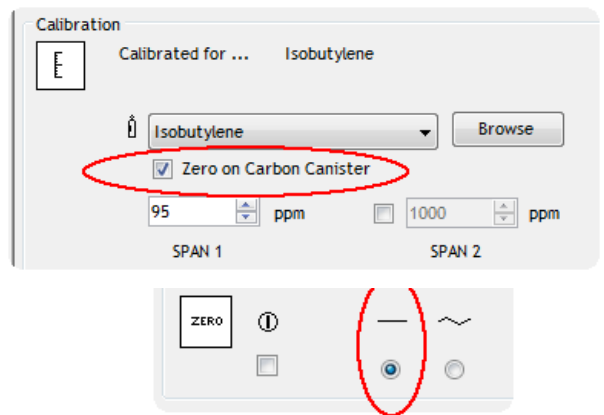 Calibration
Calibrated for ... Isobutylene
Isobutylene Browse
Zero on Carbon Canister
95 ppm 1000 ppm
SPAN 1 SPAN 2
ZERO